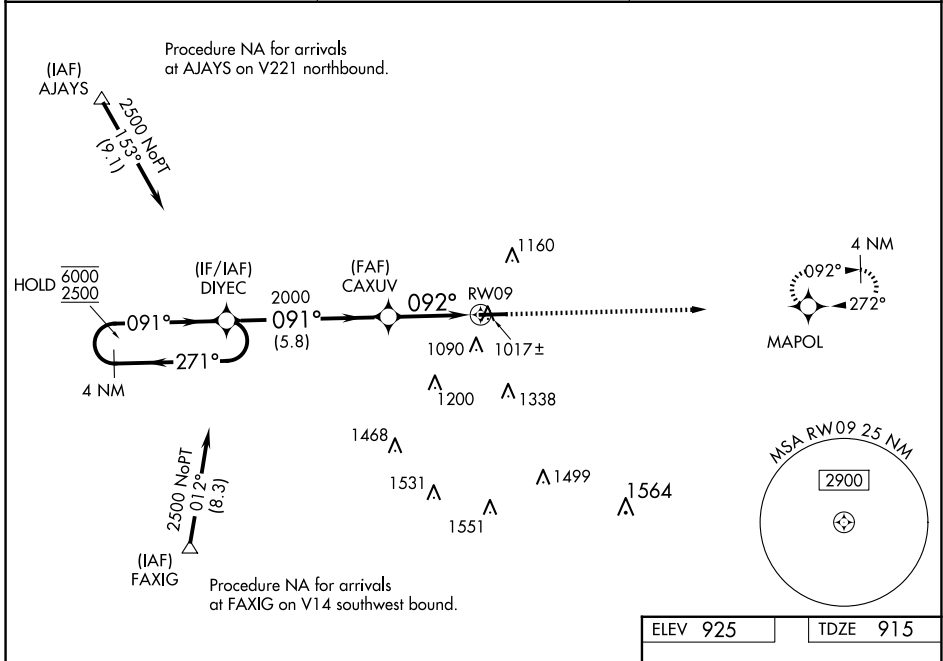 Procedure NA for arrivals
at AJAYS on V221 northbound.
(IAF)
AJAYS
2500 NoPT
153°
(9.1)
1160
4 NM
092°
272°
MAPOL
HOLD 6000
2500
(IF/IAF)
DIYEC
(FAF)
CAXUV
2000
091°
091°
(5.8)
092°
RW09
271°
4 NM
1090
1017±
1200
1338
1468
1531
1499
1551
1564
MSA RW09 25 NM
2900
2500 NoPT
012°
(8.3)
(IAF)
FAXIG
Procedure NA for arrivals
at FAXIG on V14 southwest bound.
ELEV 925
TDZE 915